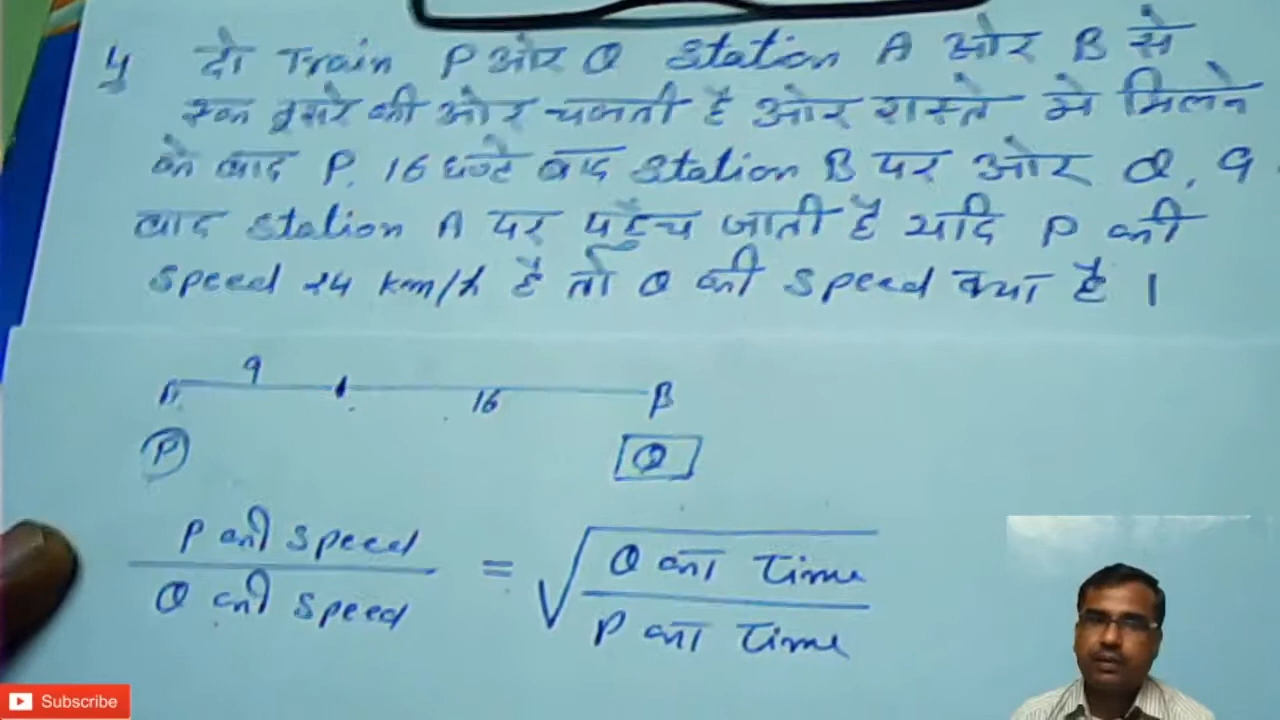 दो Train P और Q Station A और B से
एक दूसरे की ओर चलती है और रास्ते मे मिलने
के बाद P, 16 घण्टे बाद Station B पर और Q, 9
बाद Station A पर पहुँच जाती है यदि P की
Speed 24 km/h है तो Q की Speed क्या है ।
9
A 16 B
P Q
P की Speed Q का Time
= √
Q की Speed P का Time
Subscribe